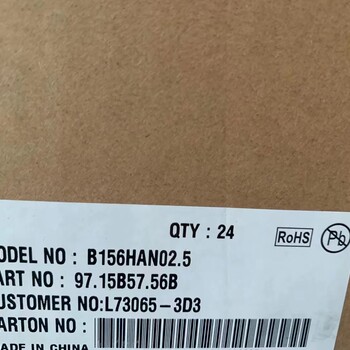 QTY : 24
RoHS
Pb
ODEL NO : B156HAN02.5
ART NO : 97.15B57.56B
USTOMER NO:L73065-3D3
ARTON NO :
ADE IN CHINA